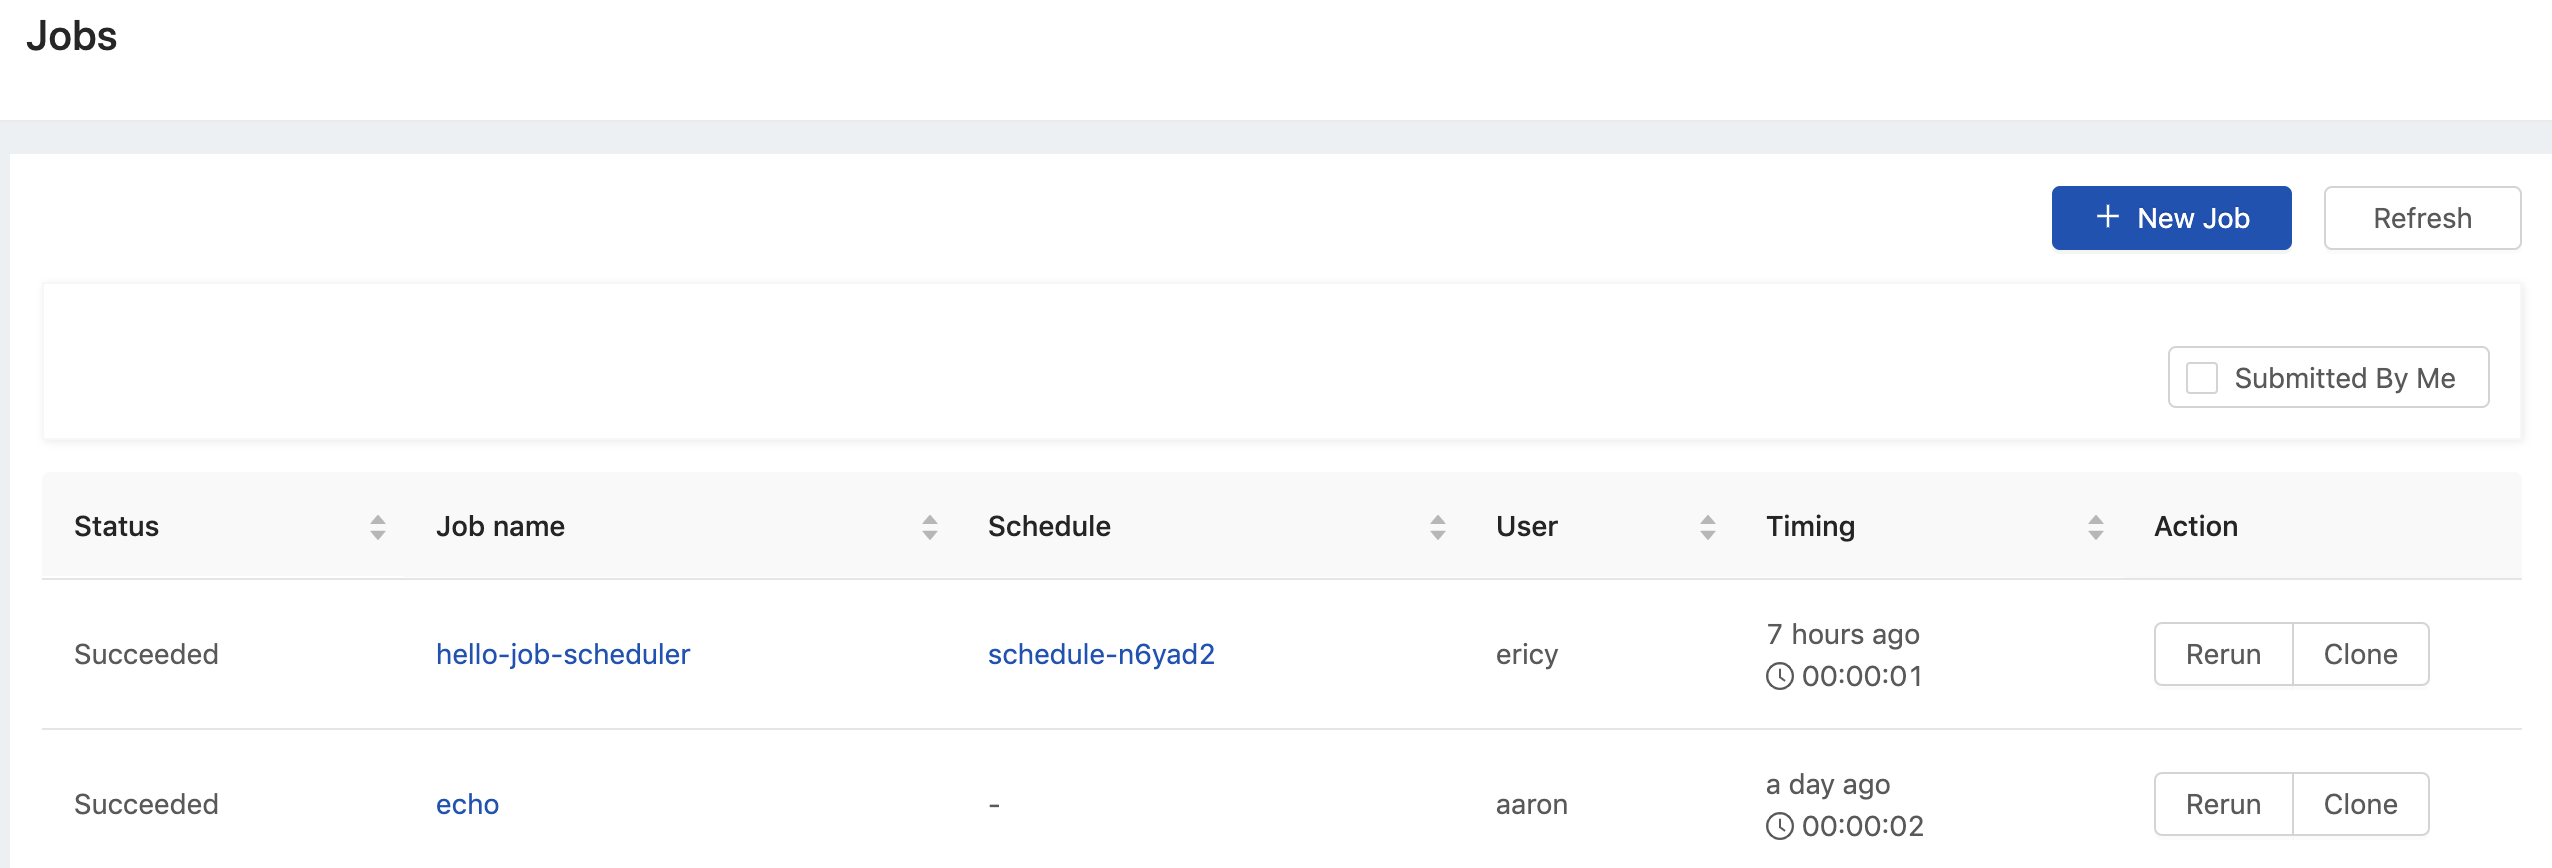 Jobs
+ New Job Refresh
Submitted By Me
Status Job name Schedule User Timing Action
Succeeded hello-job-scheduler schedule-n6yad2 ericy 7 hours ago 00:00:01 Rerun Clone
Succeeded echo - aaron a day ago 00:00:02 Rerun Clone